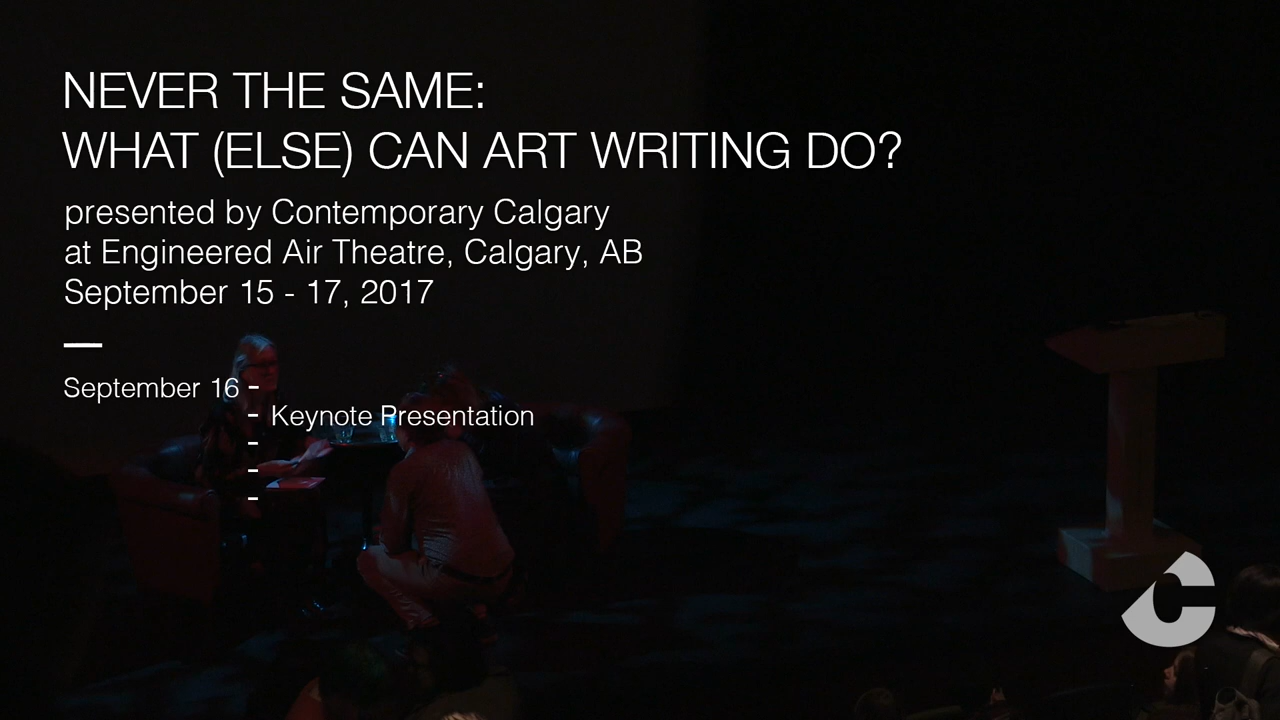 NEVER THE SAME:
WHAT (ELSE) CAN ART WRITING DO?
presented by Contemporary Calgary
at Engineered Air Theatre, Calgary, AB
September 15 - 17, 2017
September 16 -
- Keynote Presentation
-
-
-